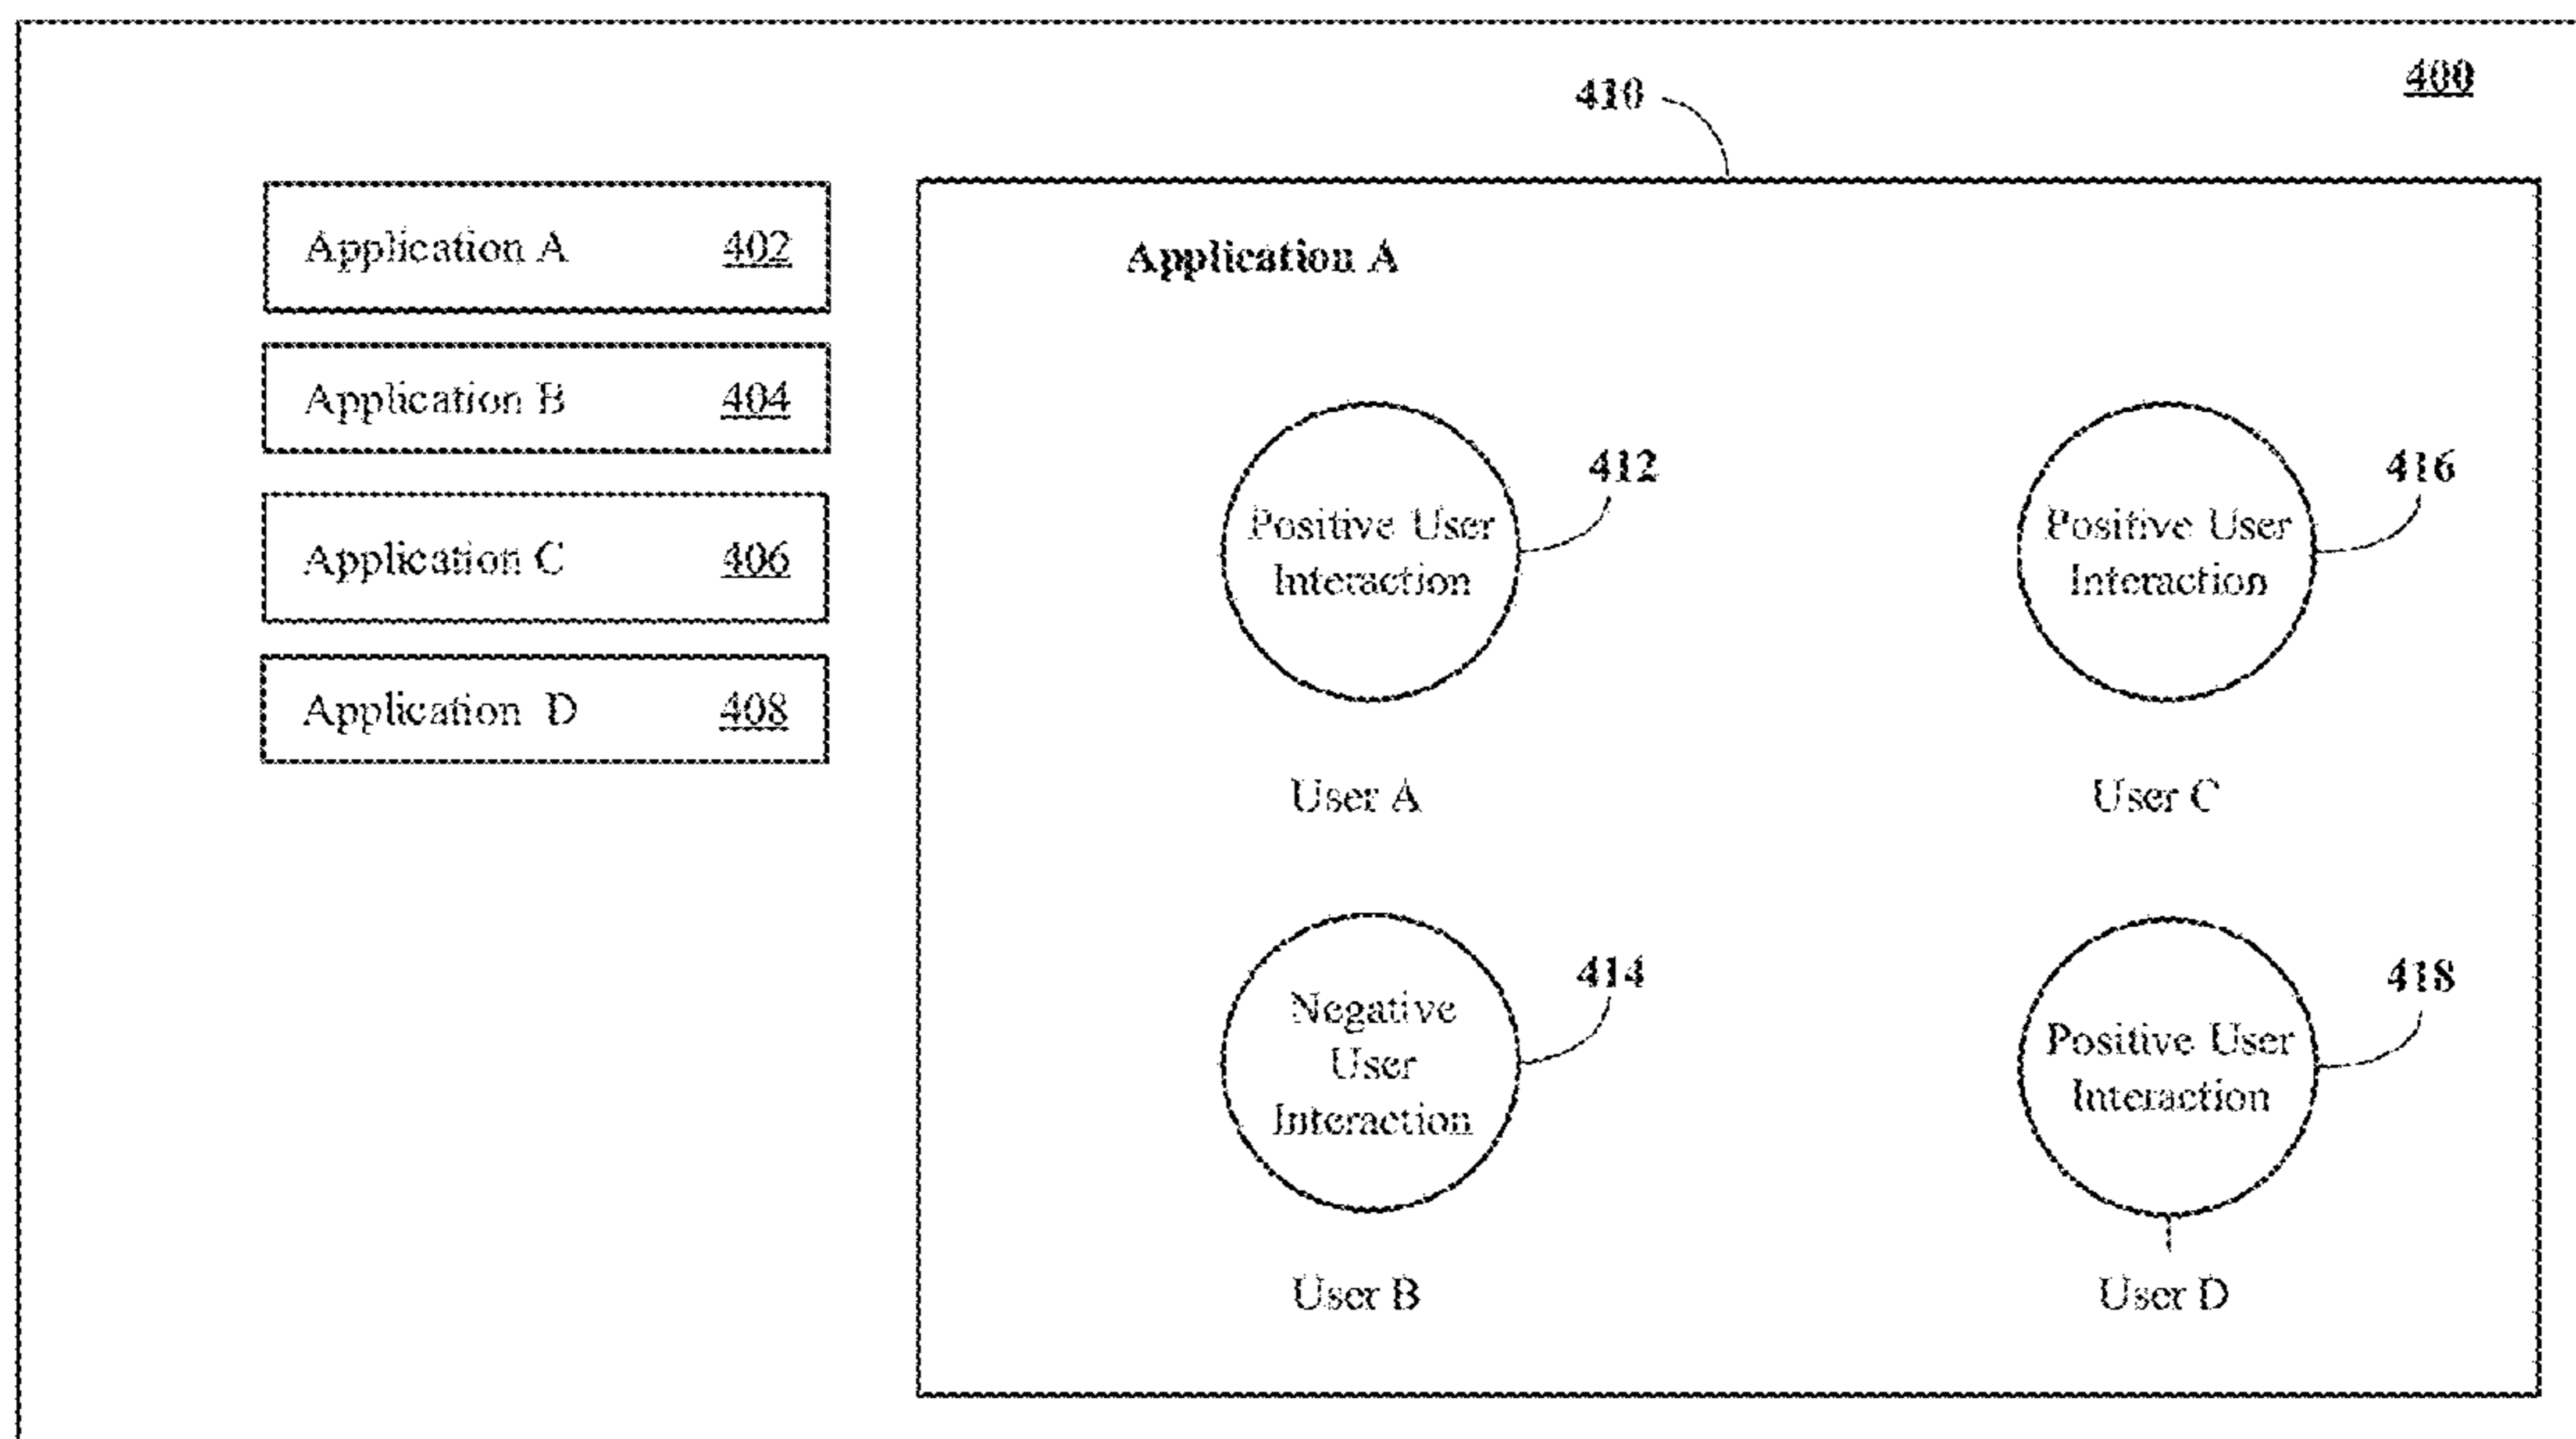 400
410
Application A 402
Application B 404
Application C 406
Application D 408
Application A
412
Positive User
Interaction
User A
416
Positive User
Interaction
User C
414
Negative
User
Interaction
User B
418
Positive User
Interaction
User D